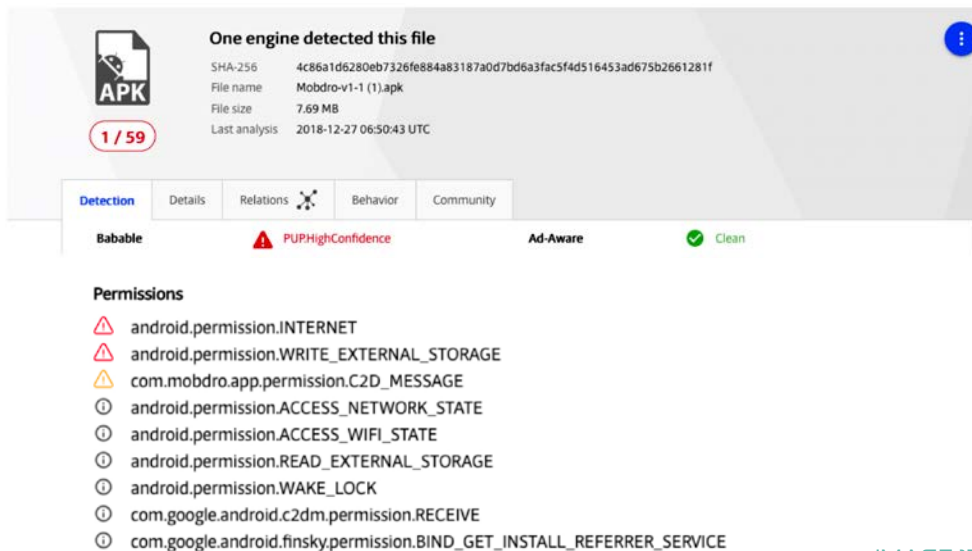 One engine detected this file
SHA-256 4c86a1d6280eb7326fe884a83187a0d7bd6a3fac5f4d516453ad675b2661281f
File name Mobdro-v1-1 (1).apk
File size 7.69 MB
Last analysis 2018-12-27 06:50:43 UTC
APK
1 / 59
Detection Details Relations Behavior Community
Babable PUP.HighConfidence Ad-Aware Clean
Permissions
android.permission.INTERNET
android.permission.WRITE_EXTERNAL_STORAGE
com.mobdro.app.permission.C2D_MESSAGE
android.permission.ACCESS_NETWORK_STATE
android.permission.ACCESS_WIFI_STATE
android.permission.READ_EXTERNAL_STORAGE
android.permission.WAKE_LOCK
com.google.android.c2dm.permission.RECEIVE
com.google.android.finsky.permission.BIND_GET_INSTALL_REFERRER_SERVICE